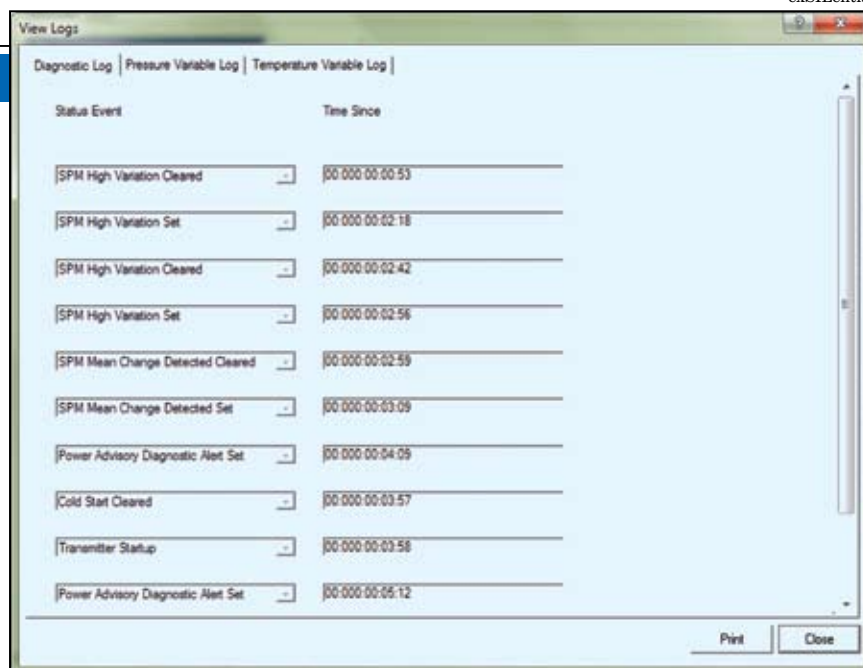 View Logs
Diagnostic Log | Pressure Variable Log | Temperature Variable Log |
Status Event Time Since
SPM High Variation Cleared 00:000:00:00:53
SPM High Variation Set 00:000:00:02:18
SPM High Variation Cleared 00:000:00:02:42
SPM High Variation Set 00:000:00:02:56
SPM Mean Change Detected Cleared 00:000:00:02:59
SPM Mean Change Detected Set 00:000:00:03:09
Power Advisory Diagnostic Alert Set 00:000:00:04:09
Cold Start Cleared 00:000:00:03:57
Transmitter Startup 00:000:00:03:58
Power Advisory Diagnostic Alert Set 00:000:00:05:12
Print Close